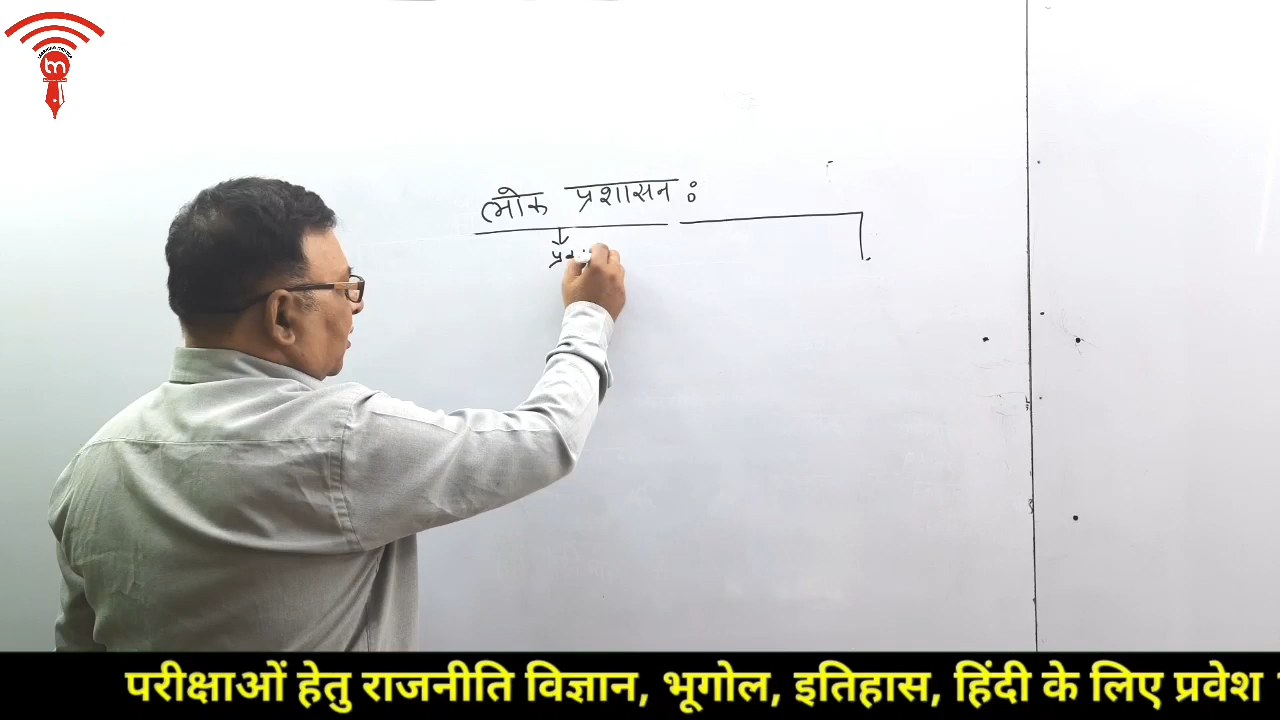 लोक प्रशासन :
परीक्षाओं हेतु राजनीति विज्ञान, भूगोल, इतिहास, हिंदी के लिए प्रवेश